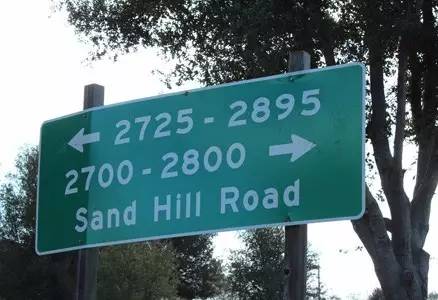 ← 2725 - 2895
2700 - 2800 →
Sand Hill Road